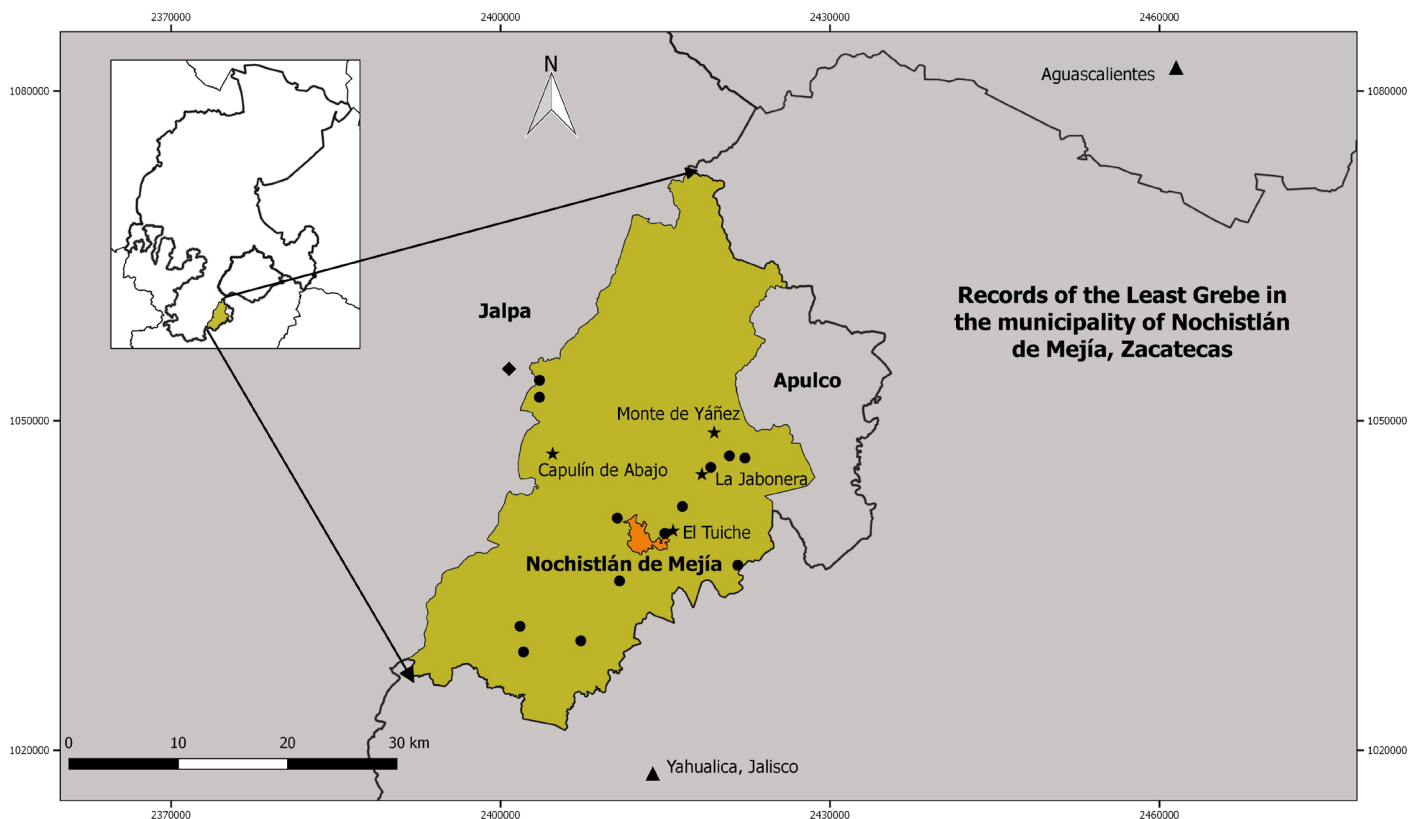 2370000
2400000
2430000
2460000
N
Aguascalientes
1080000
1080000
Records of the Least Grebe in
the municipality of Nochistlán
de Mejía, Zacatecas
Jalpa
Apulco
Monte de Yáñez
1050000
1050000
Capulín de Abajo
La Jabonera
El Tuiche
Nochistlán de Mejía
0
10
20
30 km
1020000
1020000
Yahualica, Jalisco
2370000
2400000
2430000
2460000